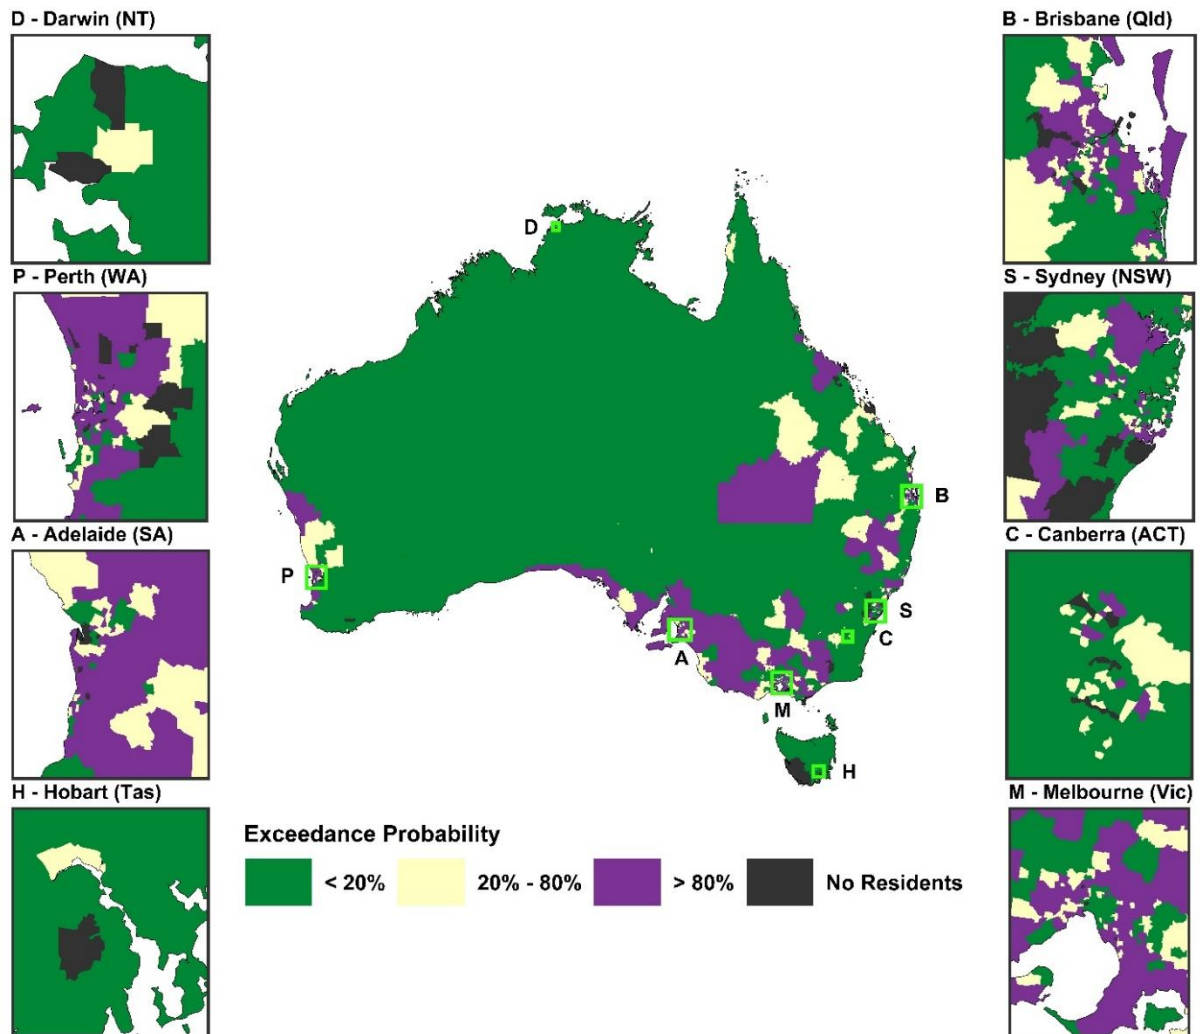 D - Darwin (NT)
B - Brisbane (Qld)
P - Perth (WA)
S - Sydney (NSW)
D
B
P
A - Adelaide (SA)
C - Canberra (ACT)
S
C
A
M
H
H - Hobart (Tas)
M - Melbourne (Vic)
Exceedance Probability
< 20%
20% - 80%
> 80%
No Residents